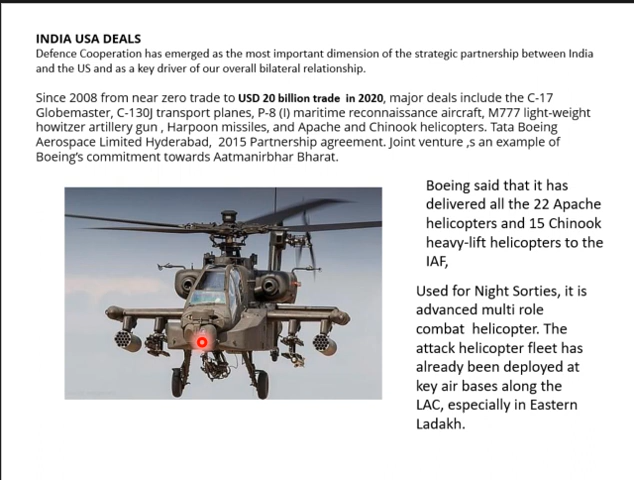 INDIA USA DEALS
Defence Cooperation has emerged as the most important dimension of the strategic partnership between India
and the US and as a key driver of our overall bilateral relationship.
Since 2008 from near zero trade to USD 20 billion trade in 2020, major deals include the C-17
Globemaster, C-130J transport planes, P-8 (I) maritime reconnaissance aircraft, M777 light-weight
howitzer artillery gun , Harpoon missiles, and Apache and Chinook helicopters. Tata Boeing
Aerospace Limited Hyderabad, 2015 Partnership agreement. Joint venture ,s an example of
Boeing's commitment towards Aatmanirbhar Bharat.
Boeing said that it has
delivered all the 22 Apache
helicopters and 15 Chinook
heavy-lift helicopters to the
IAF,
Used for Night Sorties, it is
advanced multi role
combat helicopter. The
attack helicopter fleet has
already been deployed at
key air bases along the
LAC, especially in Eastern
Ladakh.